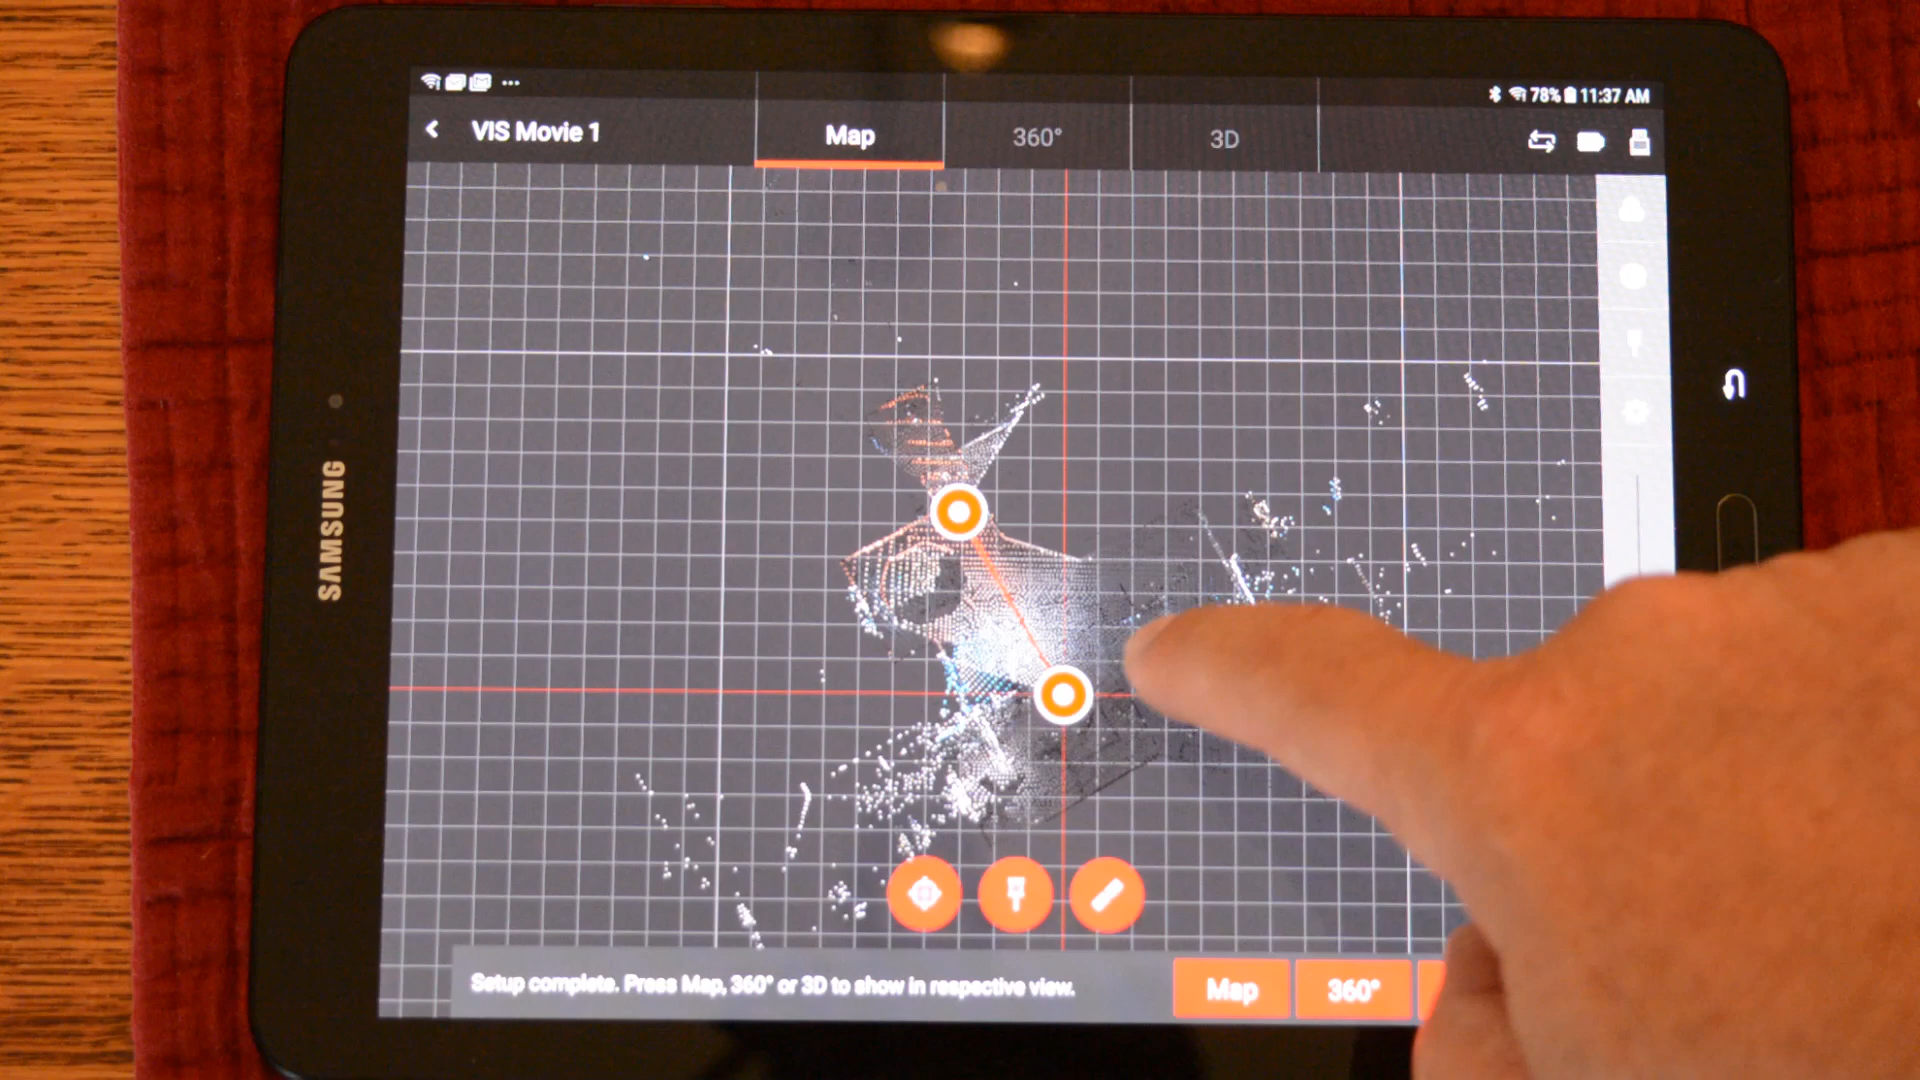 78% 11:37 AM
VIS Movie 1
Map
360°
3D
SAMSUNG
Setup complete. Press Map, 360° or 3D to show in respective view.
Map
360°